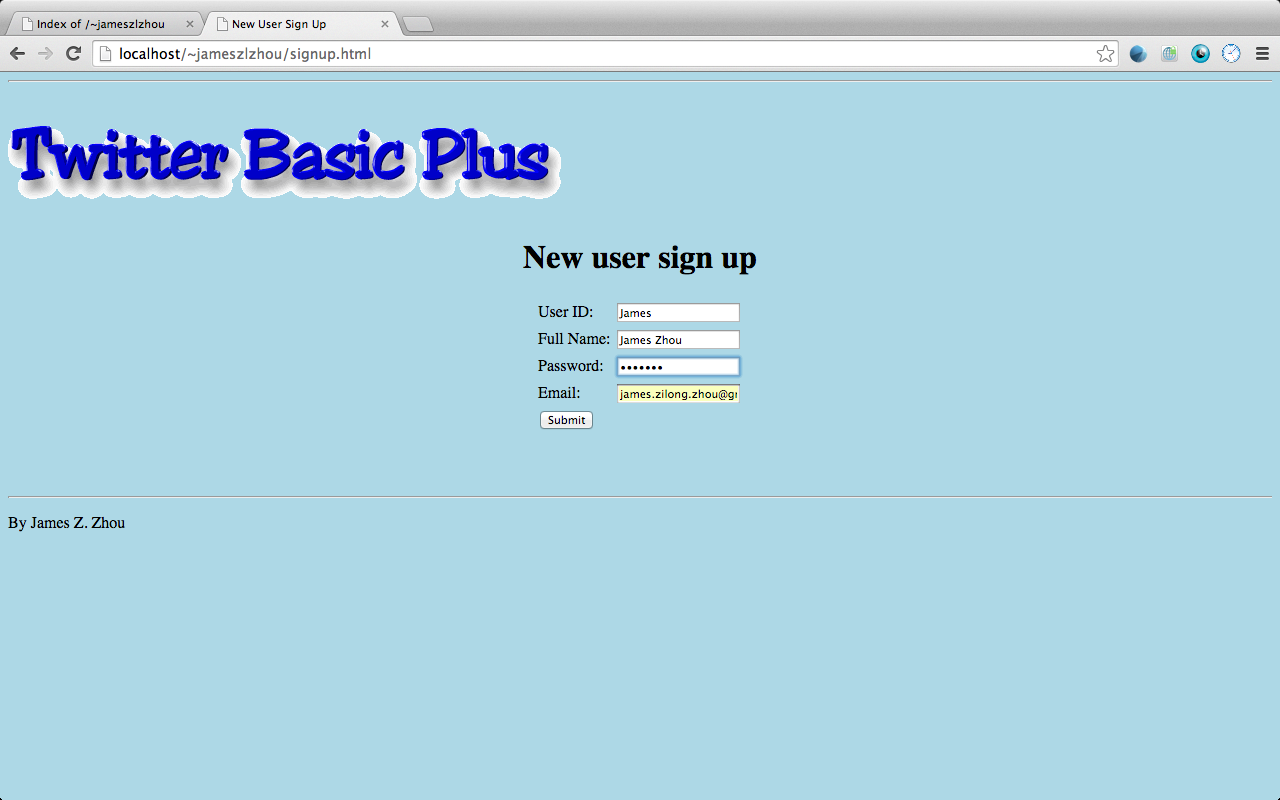 Index of /~jameszlzhou
New User Sign Up
localhost/~jameszlzhou/signup.html
Twitter Basic Plus
New user sign up
User ID: James
Full Name: James Zhou
Password: •••••••
Email: james.zilong.zhou@g
Submit
By James Z. Zhou